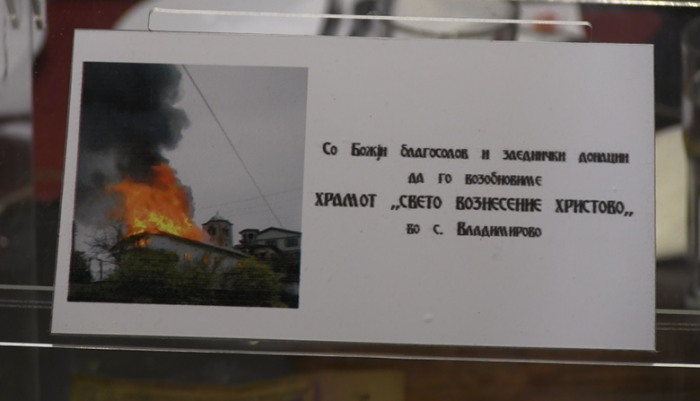 Со Божји благослов и заеднички донации
да го возобновиме
ХРАМОТ „СВЕТО ВОЗНЕСЕНИЕ ХРИСТОВО„
во с. Владимирово